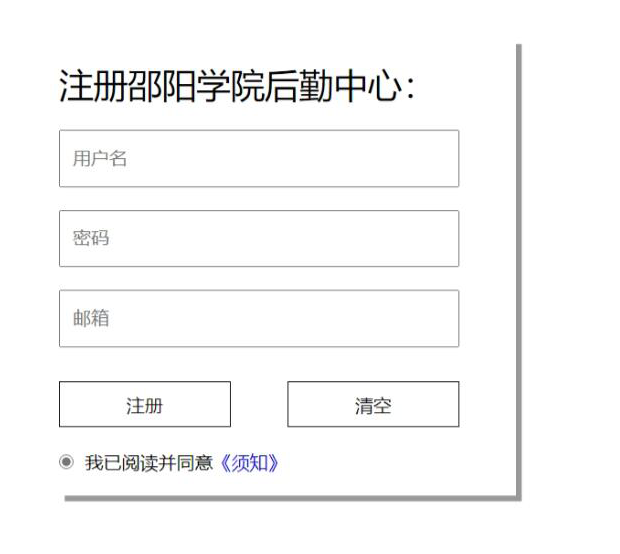 注册邵阳学院后勤中心：
用户名
密码
邮箱
注册 清空
我已阅读并同意《须知》